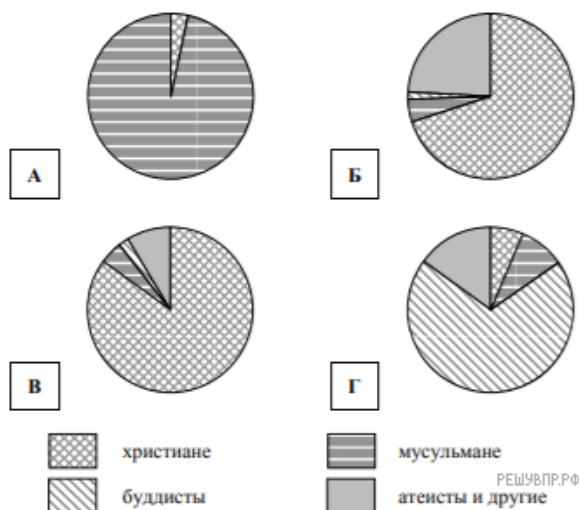 А
Б
В
Г
христиане
мусульмане
буддисты
атеисты и другие
РЕШУВПР.РФ